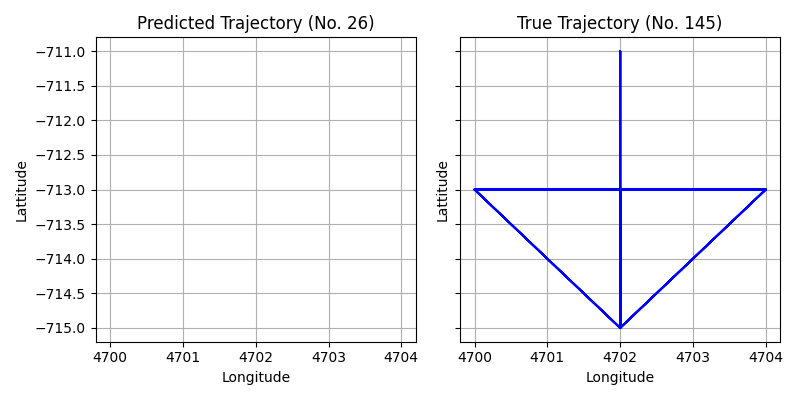 Predicted Trajectory (No. 26)
True Trajectory (No. 145)
−711.0
−711.5
−712.0
−712.5
−713.0
−713.5
−714.0
−714.5
−715.0
Lattitude
Lattitude
4700 4701 4702 4703 4704
4700 4701 4702 4703 4704
Longitude
Longitude